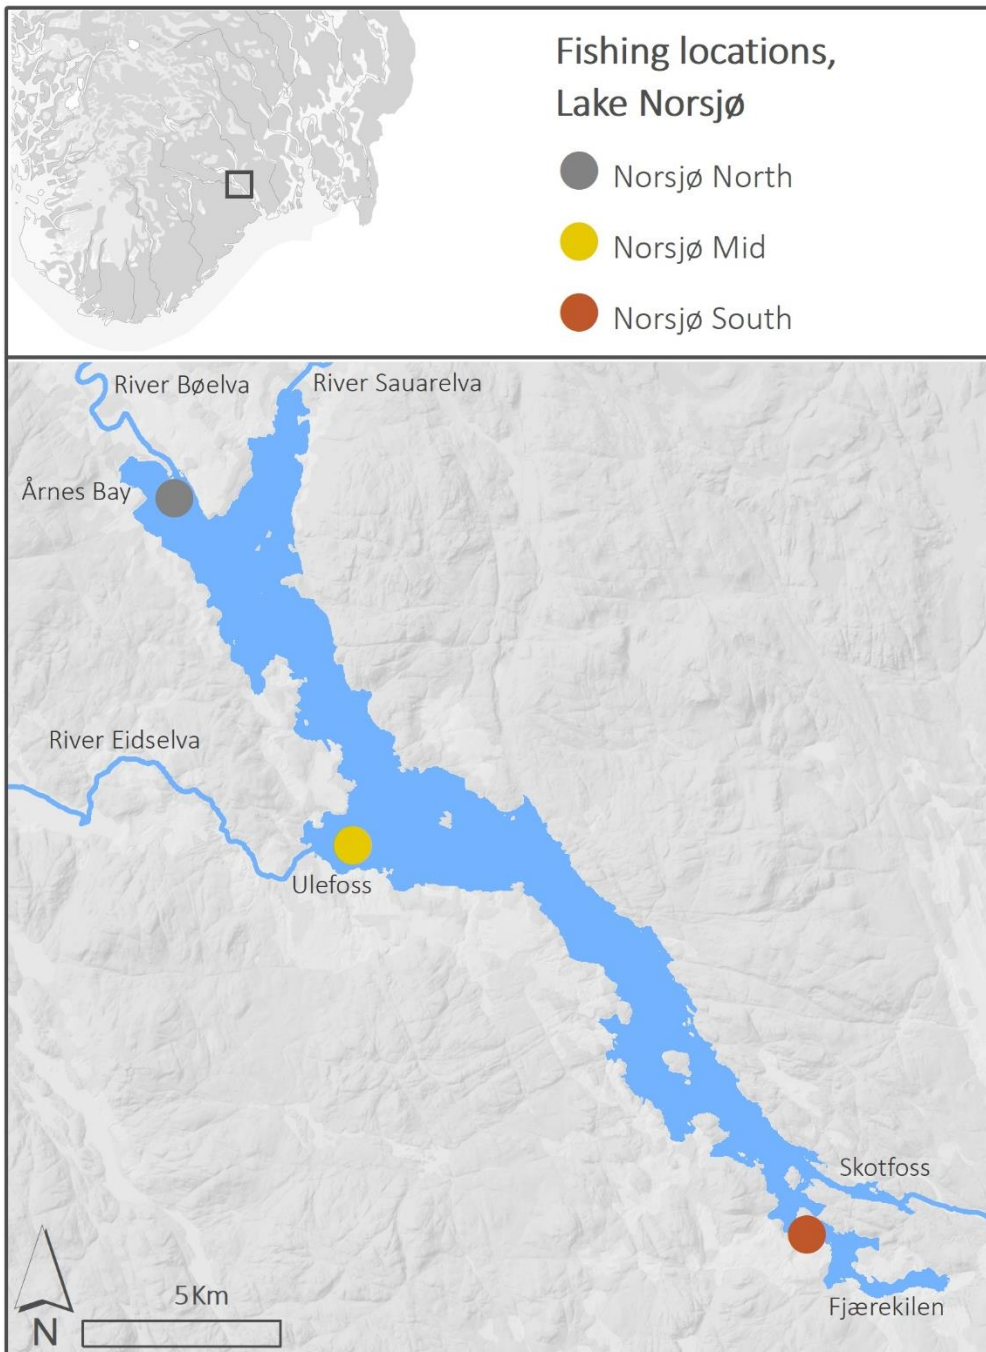 Fishing locations,
Lake Norsjø
Norsjø North
Norsjø Mid
Norsjø South
River Bøelva
River Sauarelva
Årnes Bay
River Eidselva
Ulefoss
Skotfoss
Fjærekilen
5Km
N